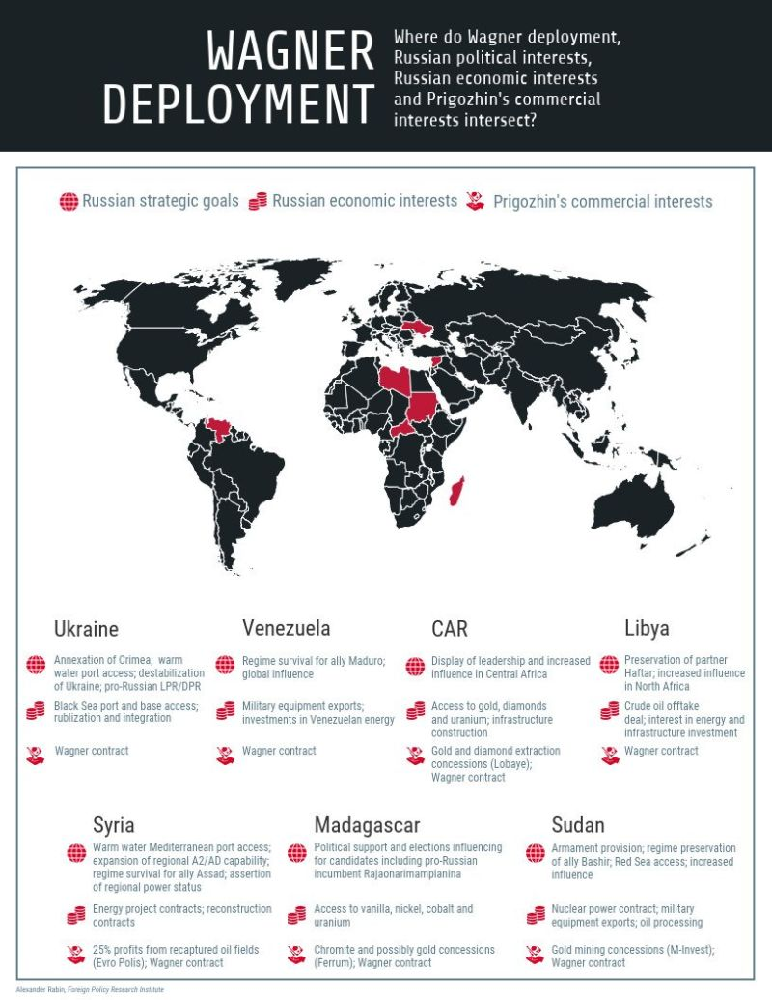 WAGNER
DEPLOYMENT
Where do Wagner deployment,
Russian political interests,
Russian economic interests
and Prigozhin's commercial
interests intersect?
Russian strategic goals
Russian economic interests
Prigozhin's commercial interests
Ukraine
Annexation of Crimea; warm
water port access; destabilization
of Ukraine; pro-Russian LPR/DPR
Black Sea port and base access;
rublization and integration
Wagner contract
Venezuela
Regime survival for ally Maduro;
global influence
Military equipment exports;
investments in Venezuelan energy
Wagner contract
CAR
Display of leadership and increased
influence in Central Africa
Access to gold, diamonds
and uranium; infrastructure
construction
Gold and diamond extraction
concessions (Lobaye);
Wagner contract
Libya
Preservation of partner
Haftar; increased influence
in North Africa
Crude oil offtake
deal; interest in energy and
infrastructure investment
Wagner contract
Syria
Warm water Mediterranean port access;
expansion of regional A2/AD capability;
regime survival for ally Assad; assertion
of regional power status
Energy project contracts; reconstruction
contracts
25% profits from recaptured oil fields
(Evro Polis); Wagner contract
Madagascar
Political support and elections influencing
for candidates including pro-Russian
incumbent Rajaonarimampianina
Access to vanilla, nickel, cobalt and
uranium
Chromite and possibly gold concessions
(Ferrum); Wagner contract
Sudan
Armament provision; regime preservation
of ally Bashir; Red Sea access; increased
influence
Nuclear power contract; military
equipment exports; oil processing
Gold mining concessions (M-Invest);
Wagner contract
Alexander Rabin, Foreign Policy Research Institute